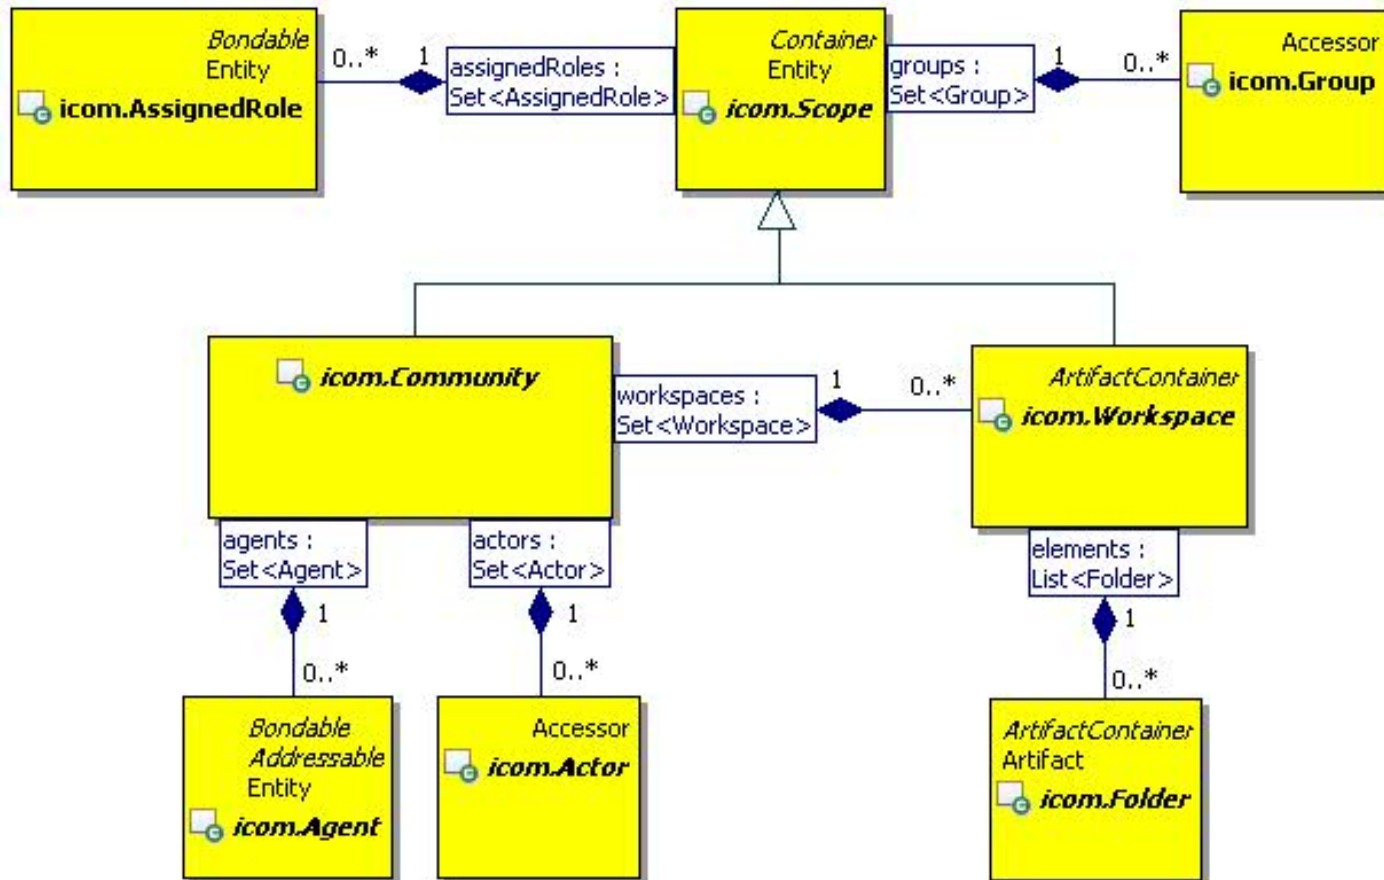 Bondable
Entity
icom.AssignedRole
0..*
1
assignedRoles :
Set<AssignedRole>
Container
Entity
icom.Scope
groups :
Set<Group>
1
0..*
Accessor
icom.Group
icom.Community
workspaces :
Set<Workspace>
1
0..*
ArtifactContainer
icom.Workspace
agents :
Set<Agent>
actors :
Set<Actor>
elements :
List<Folder>
1
1
1
0..*
0..*
0..*
Bondable
Addressable
Entity
icom.Agent
Accessor
icom.Actor
ArtifactContainer
Artifact
icom.Folder